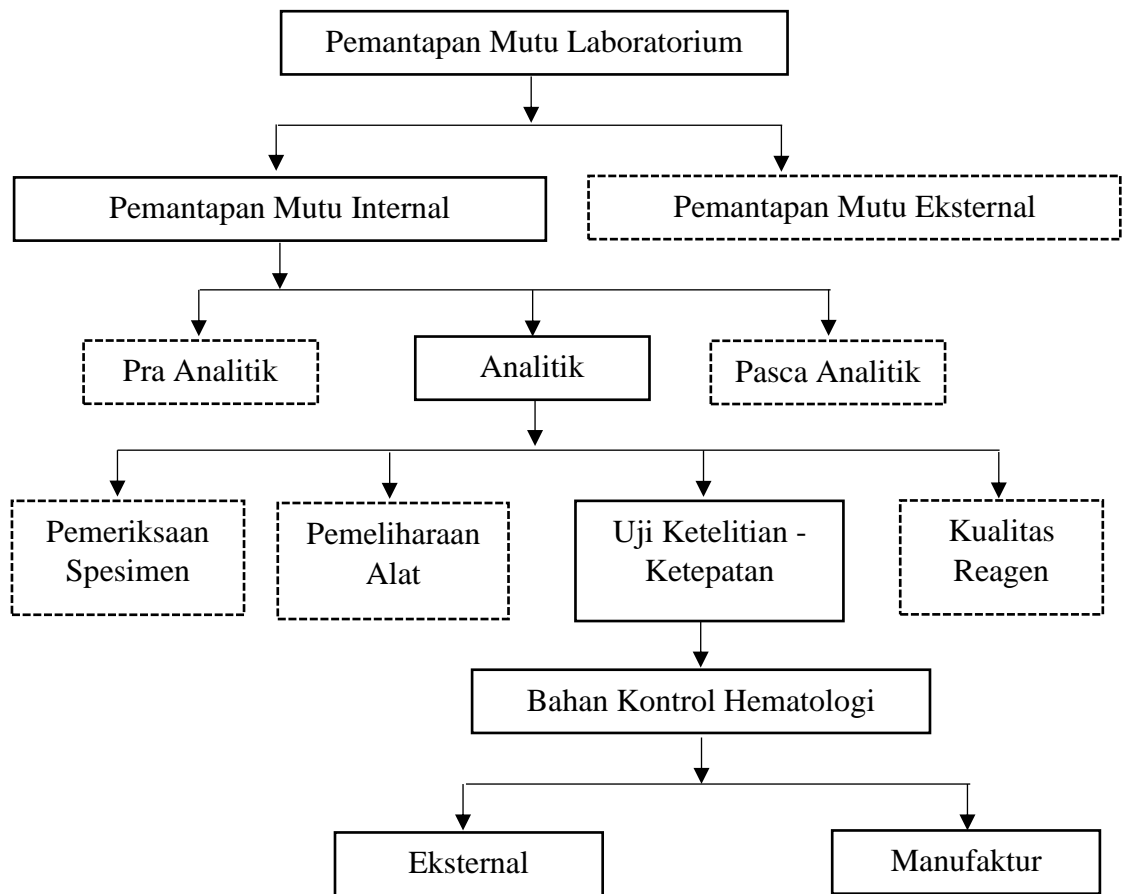 Pemantapan Mutu Laboratorium
Pemantapan Mutu Internal
Pemantapan Mutu Eksternal
Pra Analitik
Analitik
Pasca Analitik
Pemeriksaan
Spesimen
Pemeliharaan
Alat
Uji Ketelitian -
Ketepatan
Kualitas
Reagen
Bahan Kontrol Hematologi
Eksternal
Manufaktur